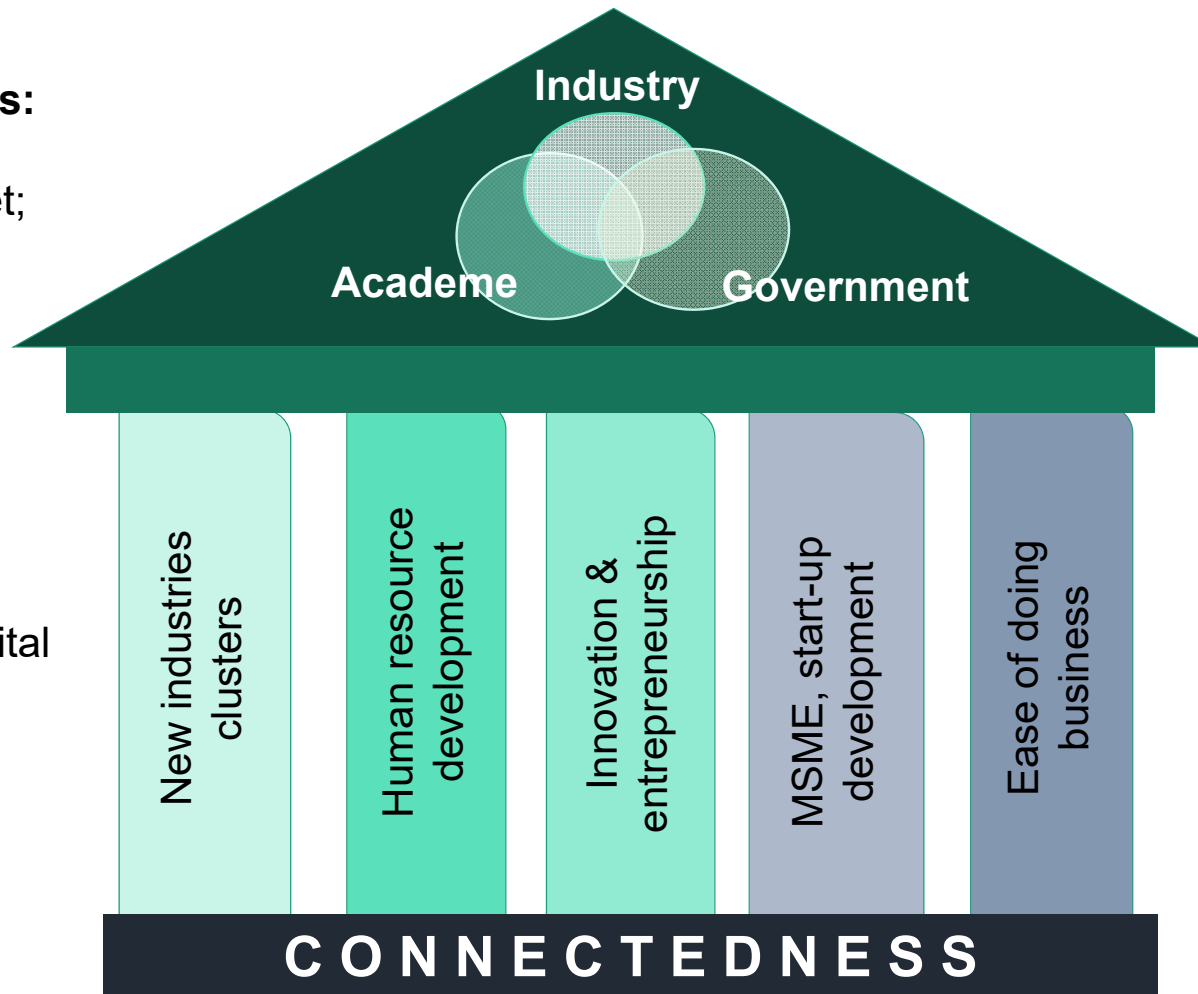 s:
et;
ital
Industry
Academe
Government
New industries
clusters
Human resource
development
Innovation &
entrepreneurship
MSME, start-up
development
Ease of doing
business
CONNECTEDNESS